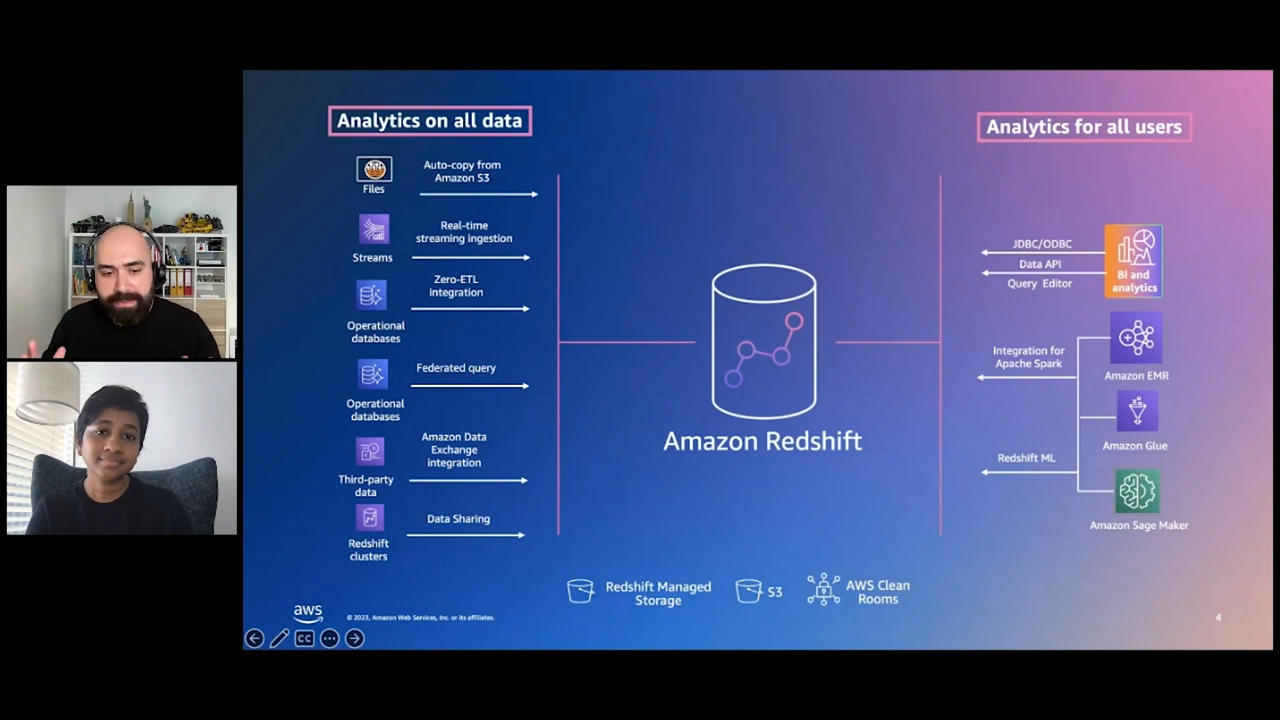 Analytics on all data
Files
Auto-copy from
Amazon S3
Streams
Real-time
streaming ingestion
Operational
databases
Zero-ETL
integration
Operational
databases
Federated query
Third-party
data
Amazon Data
Exchange
integration
Redshift
clusters
Data Sharing
Amazon Redshift
Analytics for all users
JDBC/ODBC
Data API
Query Editor
BI and
analytics
Integration for
Apache Spark
Amazon EMR
Amazon Glue
Redshift ML
Amazon Sage Maker
Redshift Managed
Storage
S3
AWS Clean
Rooms
aws
© 2023, Amazon Web Services, Inc. or its affiliates.
4
CC